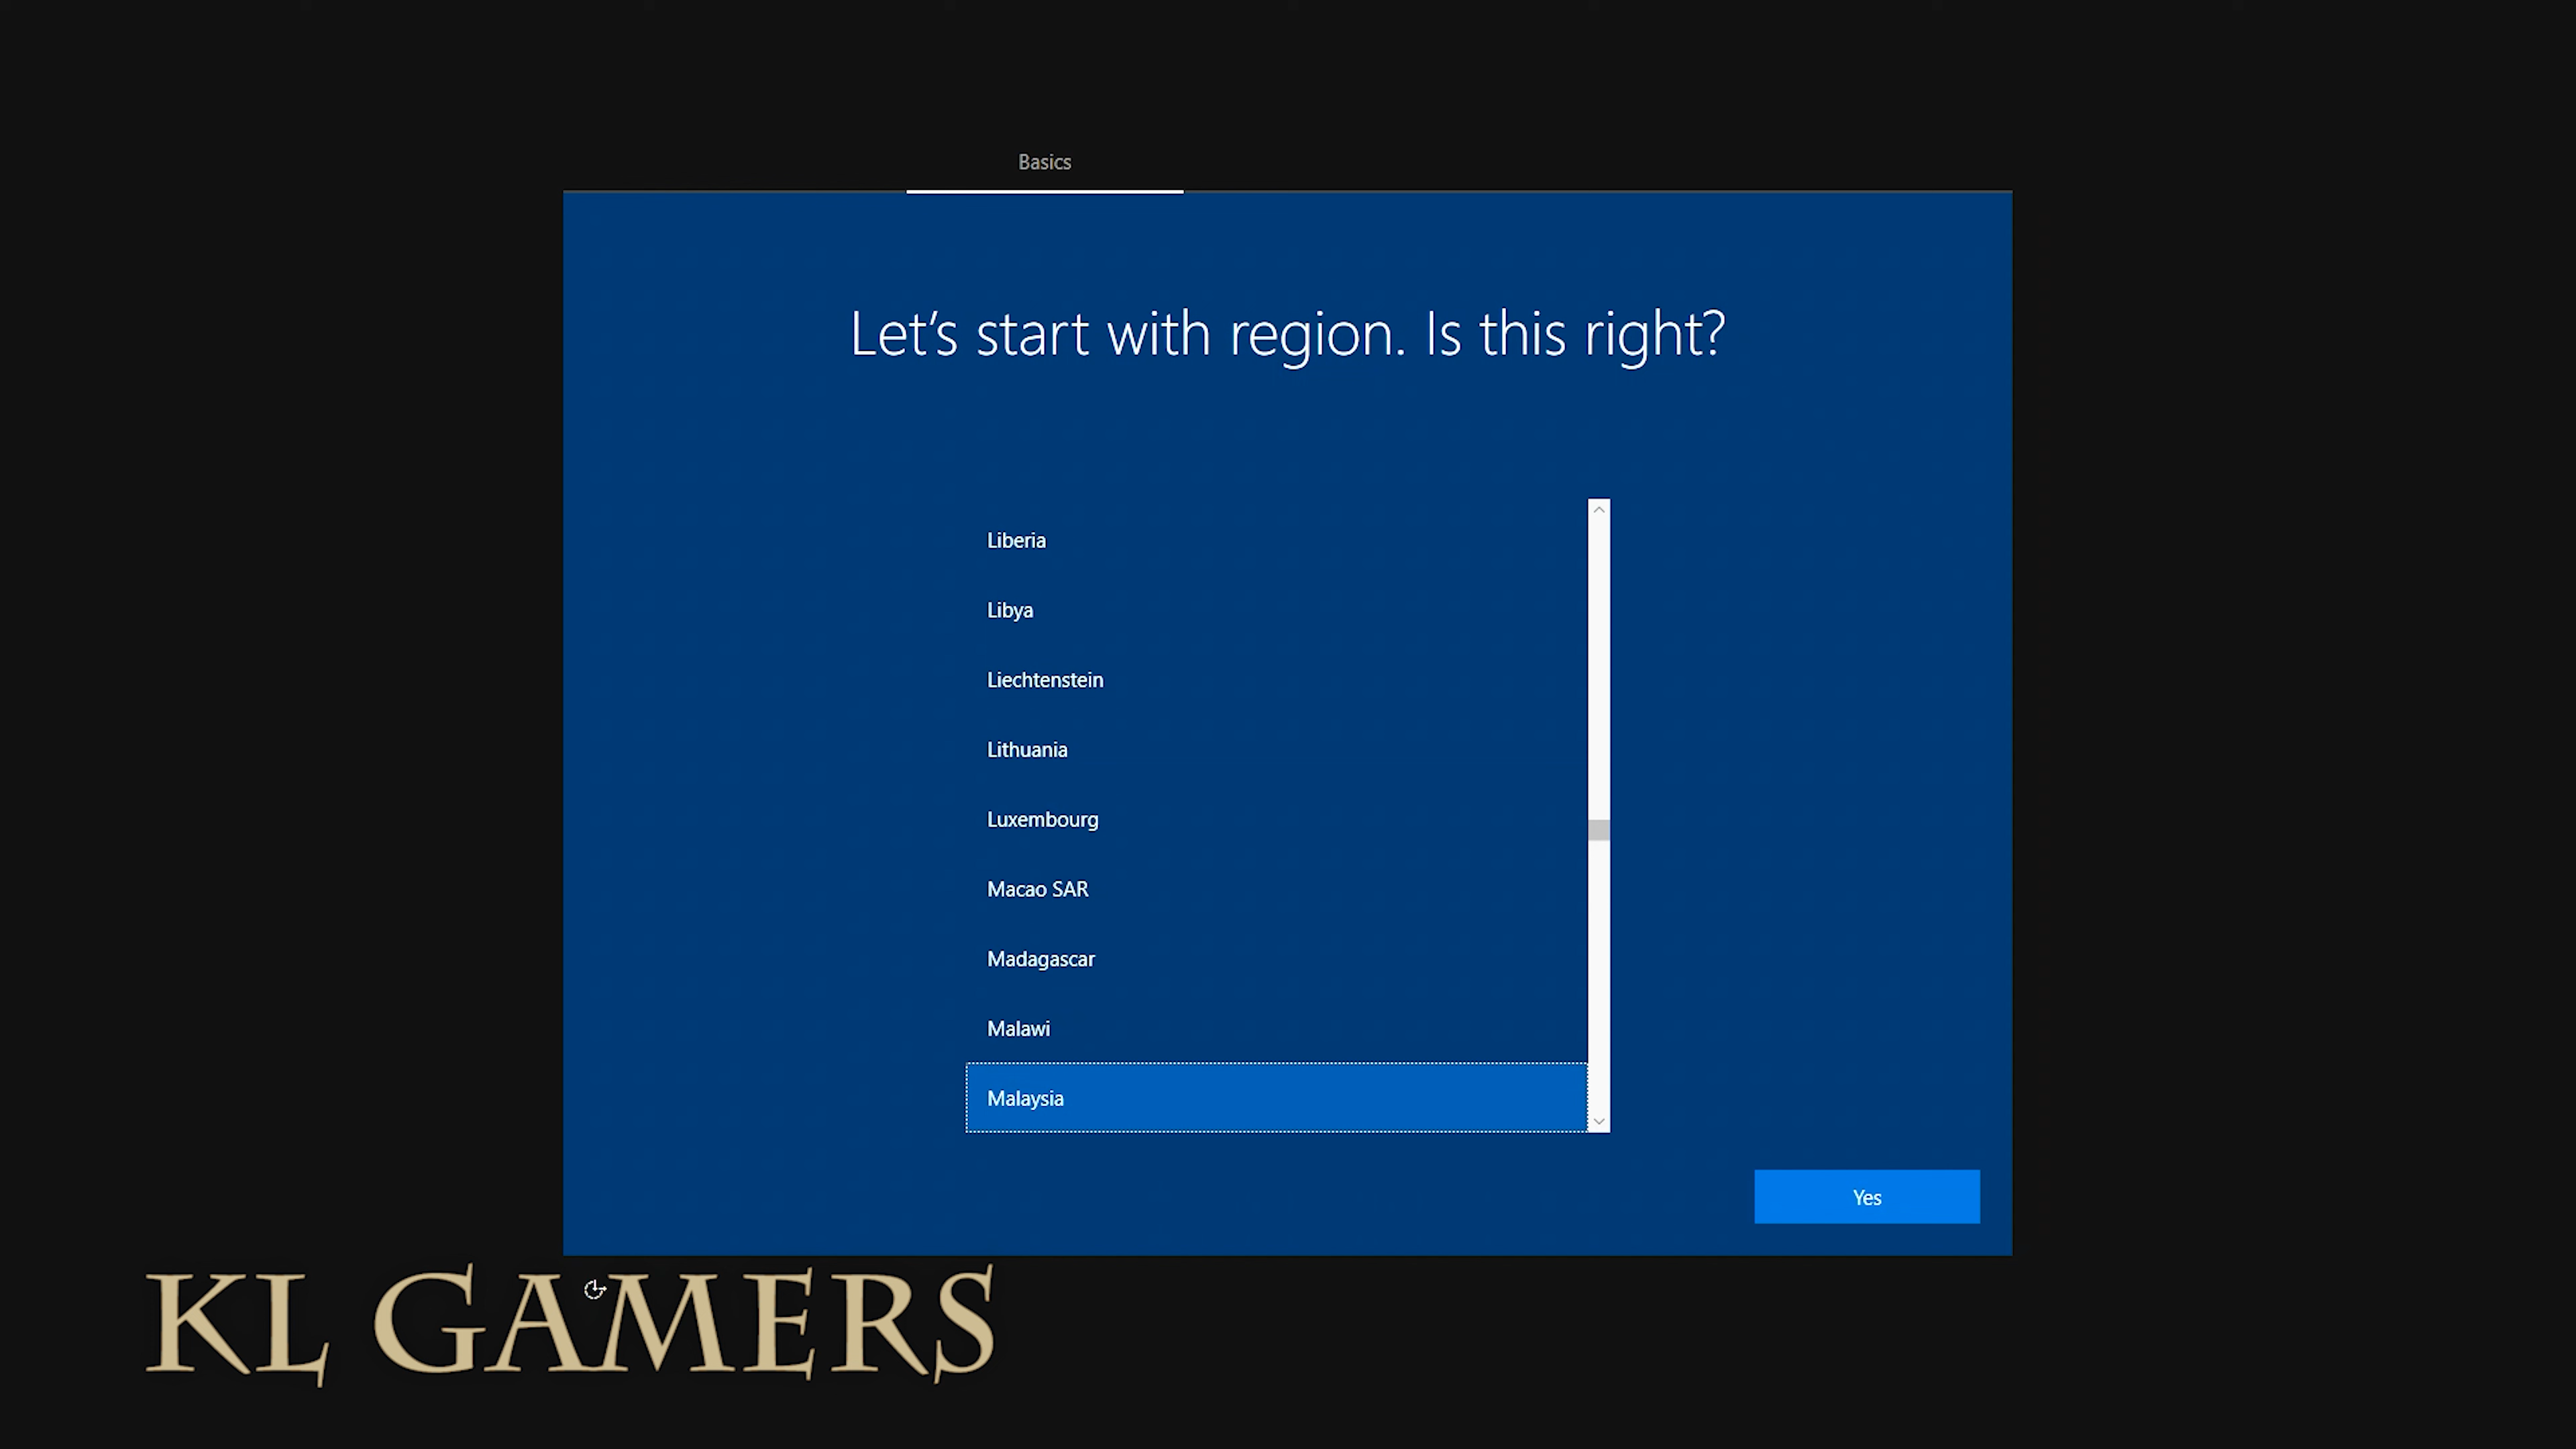 Basics
Let’s start with region. Is this right?
Liberia
Libya
Liechtenstein
Lithuania
Luxembourg
Macao SAR
Madagascar
Malawi
Malaysia
Yes
KL GAMERS